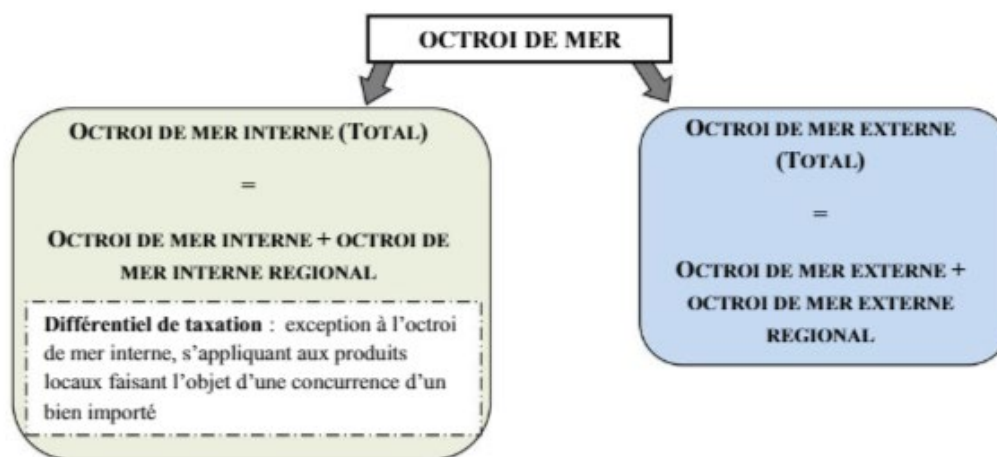 OCTROI DE MER
OCTROI DE MER INTERNE (TOTAL)
=
OCTROI DE MER INTERNE + OCTROI DE
MER INTERNE REGIONAL
Différentiel de taxation : exception à l’octroi
de mer interne, s’appliquant aux produits
locaux faisant l’objet d’une concurrence d’un
bien importé
OCTROI DE MER EXTERNE
(TOTAL)
=
OCTROI DE MER EXTERNE +
OCTROI DE MER EXTERNE
REGIONAL